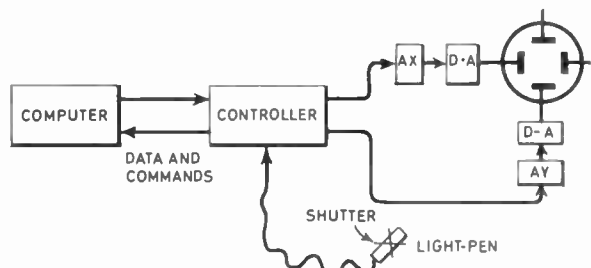 AX
D·A
COMPUTER
CONTROLLER
D-A
DATA AND
COMMANDS
AY
SHUTTER
LIGHT-PEN